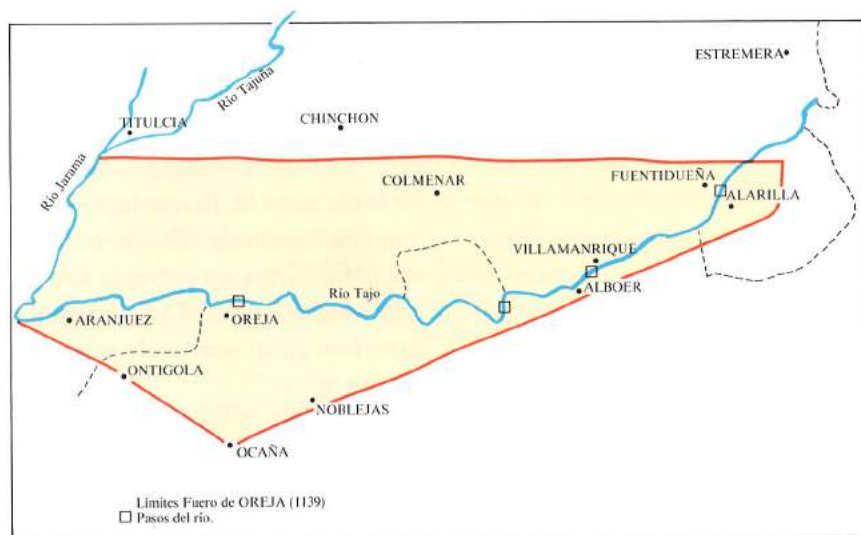 ESTREMERA
Río Tajuña
TITULCIA
CHINCHON
Río Jarama
FUENTIDUEÑA
COLMENAR
ALARILLA
VILLAMANRIQUE
Río Tajo
ALBOER
ARANJUEZ
OREJA
ONTIGOLA
NOBLEJAS
OCAÑA
Límites Fuero de OREJA (1139)
Pasos del río.